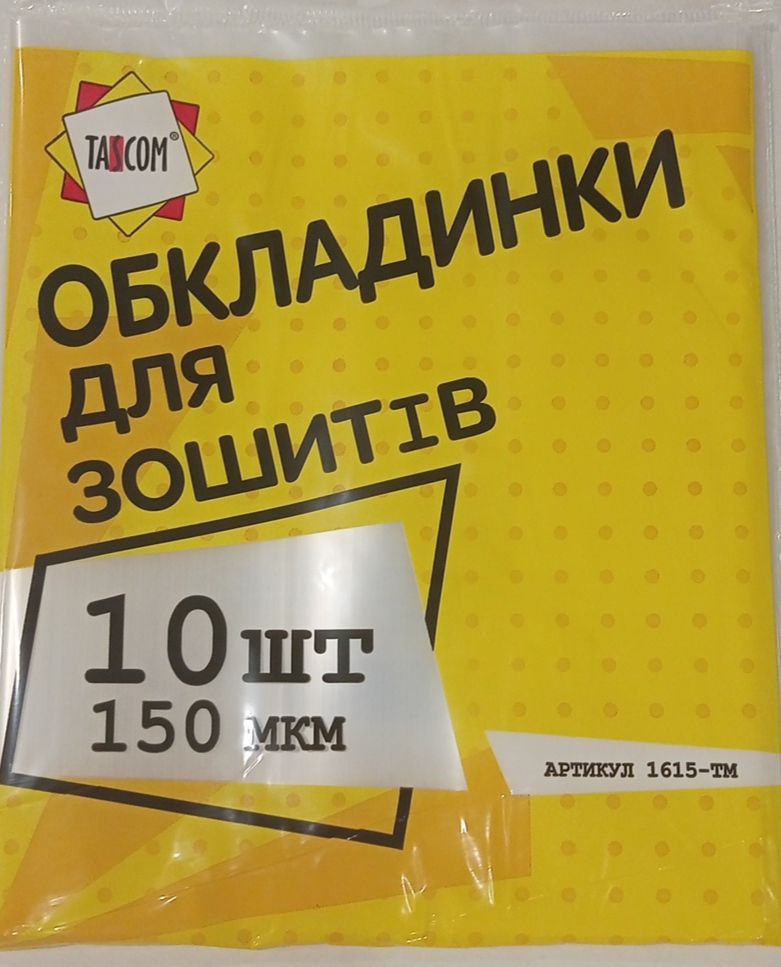 TASCOM®
ОБКЛАДИНКИ
ДЛЯ
ЗОШИТІВ
10 ШТ
150 МКМ
АРТИКУЛ 1615-ТМ